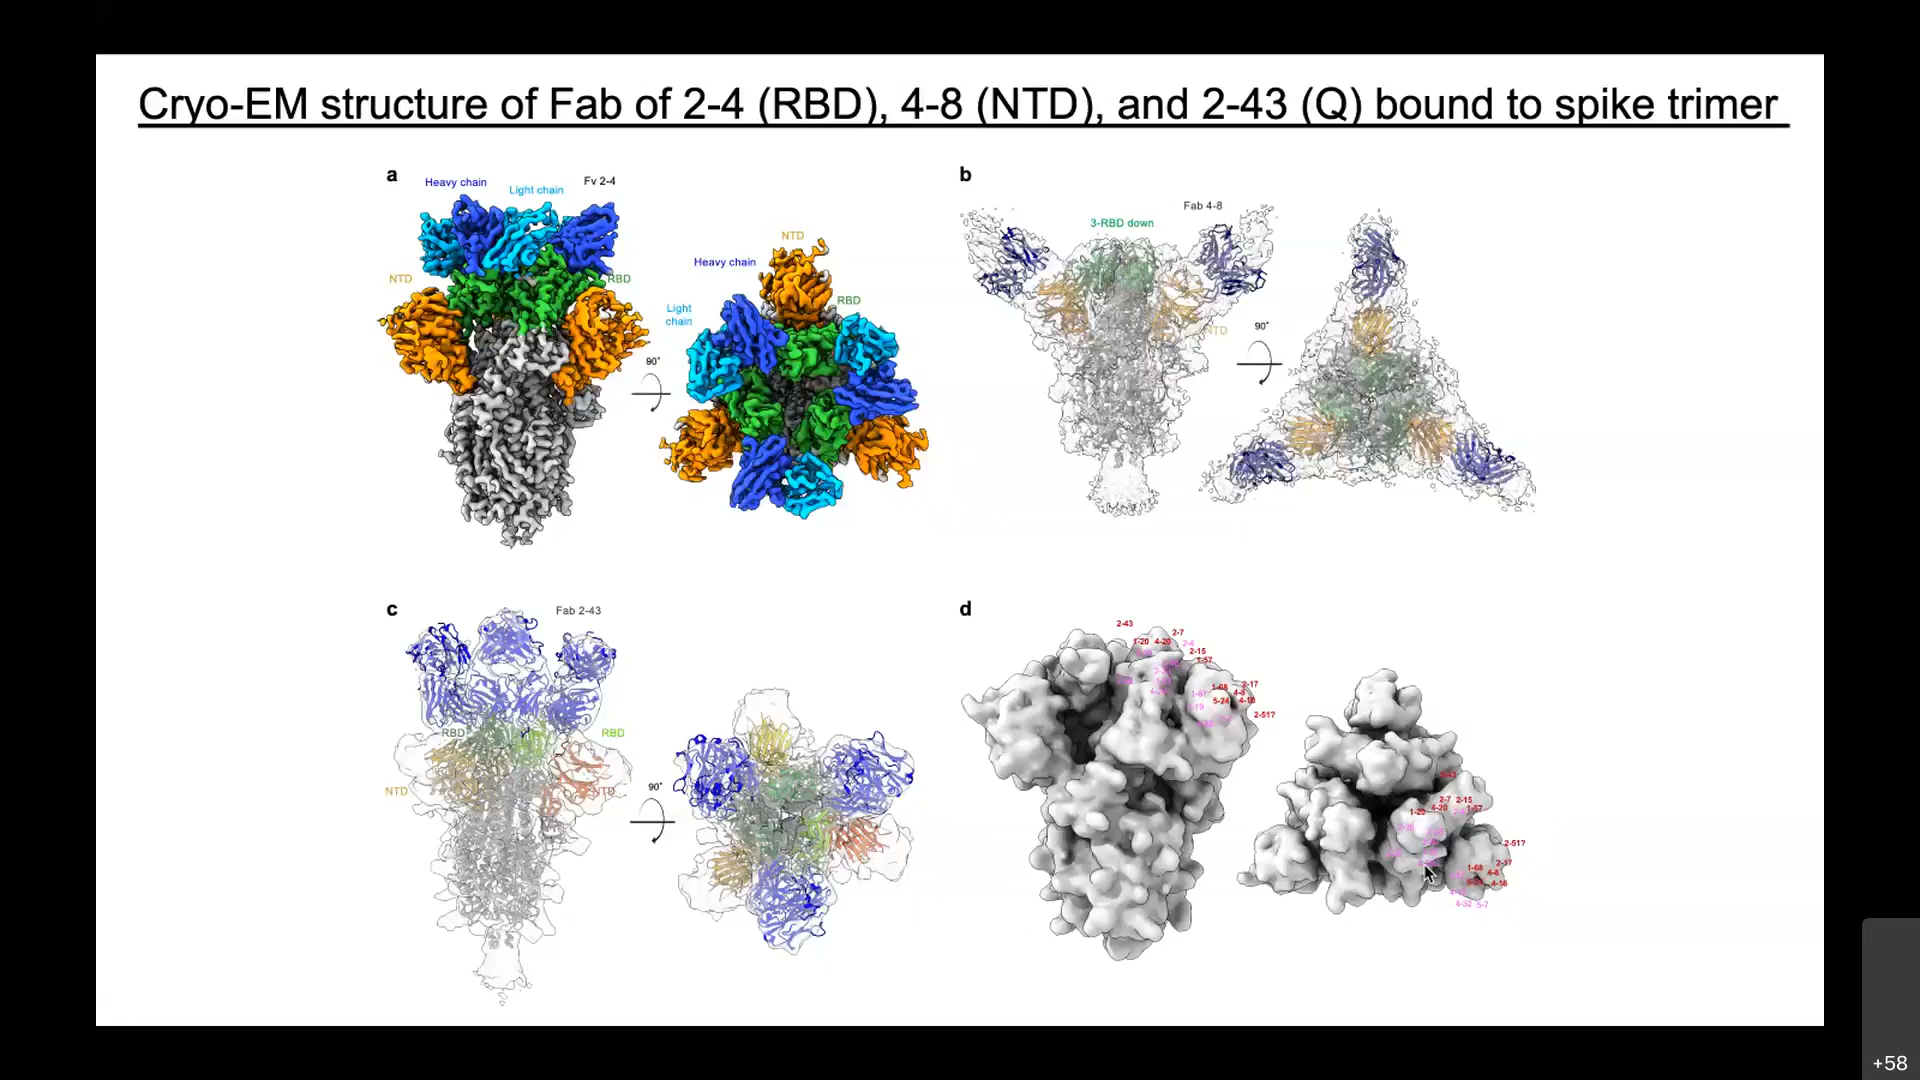 Cryo-EM structure of Fab of 2-4 (RBD), 4-8 (NTD), and 2-43 (Q) bound to spike trimer
a
Heavy chain
Light chain
Fv 2-4
NTD
RBD
90°
NTD
Heavy chain
RBD
Light
chain
b
Fab 4-8
3-RBD down
NTD
90°
c
Fab 2-43
RBD
RBD
NTD
NTD
90°
d
2-43
2-7
1-20 4-20
2-4
2-15
1-57
2-17
1-68
4-8
1-87
5-24
4-18
2-51?
2-7 2-15
1-20 4-20 1-57
2-51?
2-17
1-68
4-8
4-18
4-32 5-7
+58